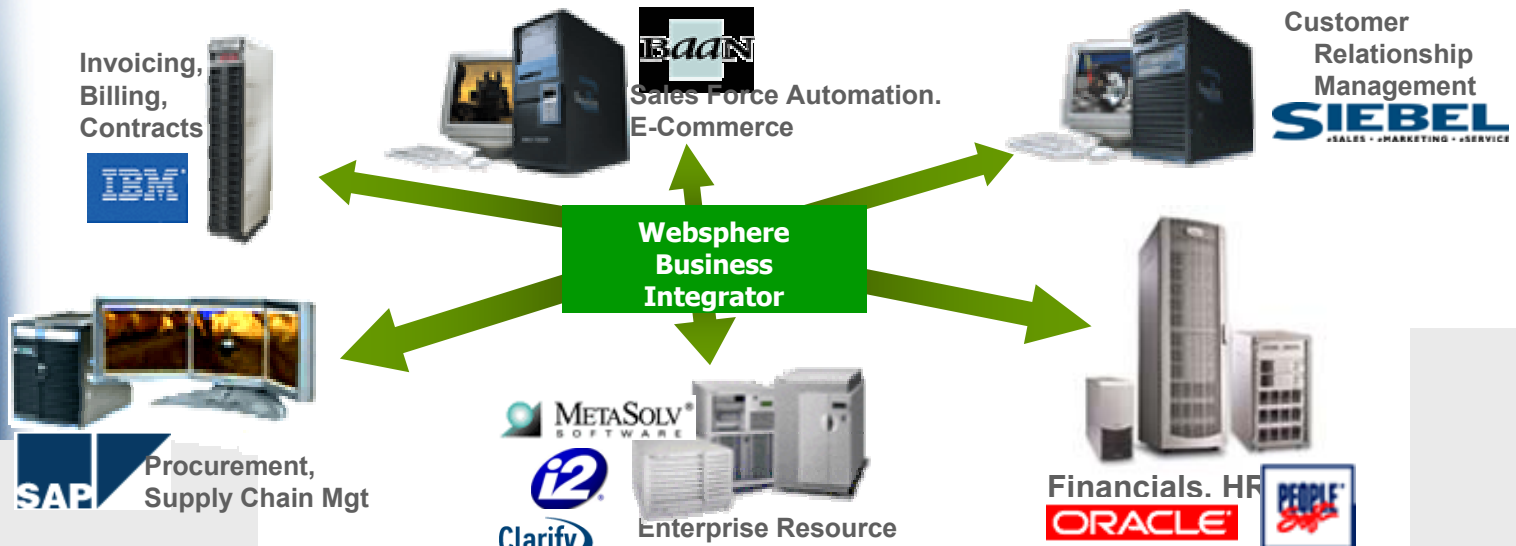 Invoicing,
Billing,
Contracts
IBM
BaaN
Sales Force Automation.
E-Commerce
Customer
Relationship
Management
SIEBEL
eSALES • eMARKETING • eSERVICE
Websphere
Business
Integrator
SAP
Procurement,
Supply Chain Mgt
METASOLV®
SOFTWARE
i2
Clarify
Enterprise Resource
Financials. HR
ORACLE®
PEOPLE
Soft